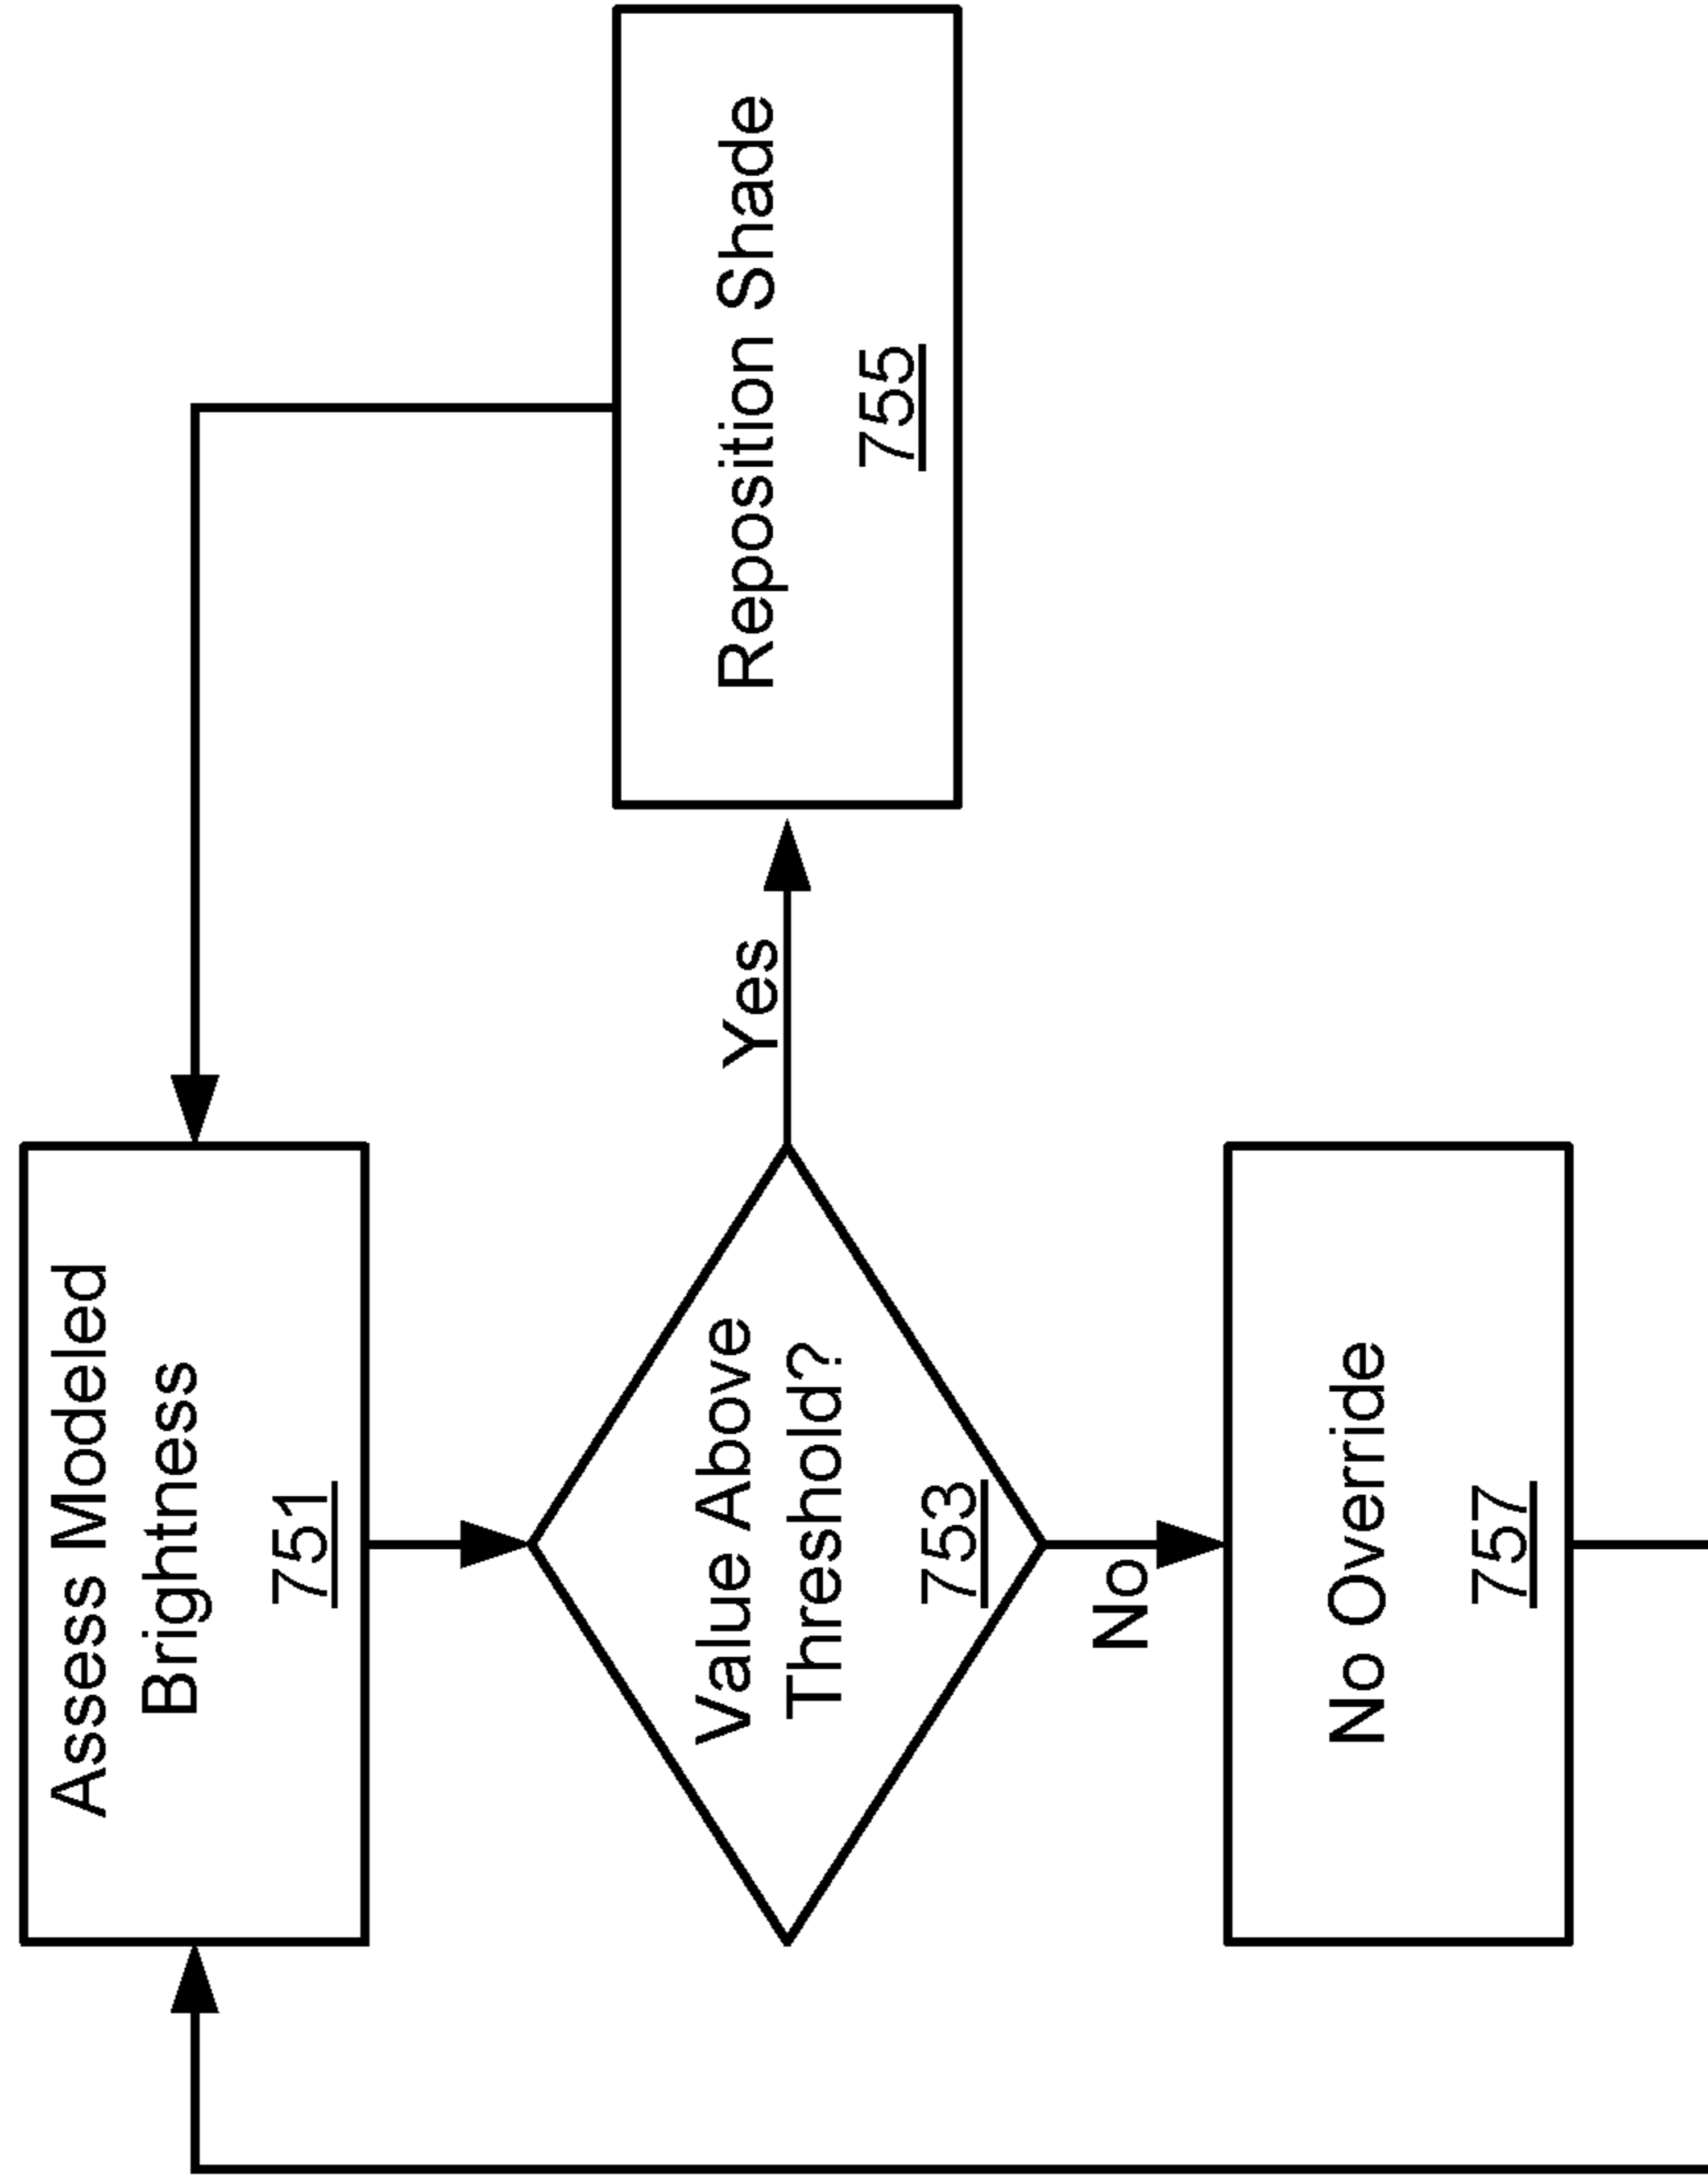 Assess Modeled
Brightness
751
Value Above
Threshold?
753
Yes
Reposition Shade
755
No
No Override
757